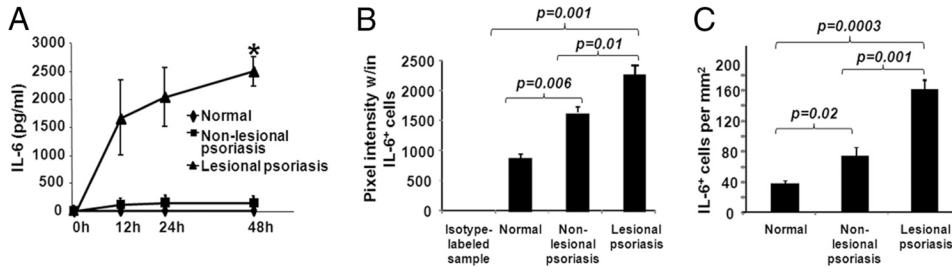 A
IL-6 (pg/ml)
3000
2500
2000
1500
1000
500
0
*
Normal
Non-lesional
psoriasis
Lesional psoriasis
0h
12h
24h
48h
B
Pixel intensity w/in
IL-6⁺ cells
2500
2000
1500
1000
500
0
p=0.001
p=0.01
p=0.006
Isotype-
labeled
sample
Normal
Non-
lesional
psoriasis
Lesional
psoriasis
C
IL-6⁺ cells per mm²
160
120
80
40
0
p=0.0003
p=0.001
p=0.02
Normal
Non-
lesional
psoriasis
Lesional
psoriasis